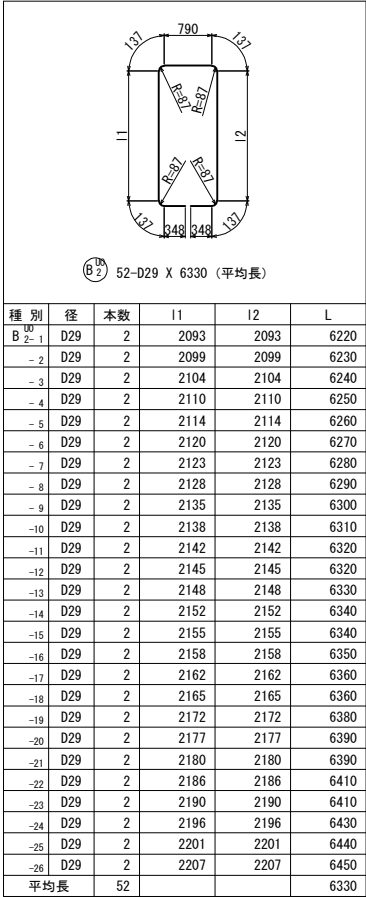 790
137 137
R=87 R=87
l1 l2
R=87 R=87
137 348 348 137
B UO 2 52-D29 X 6330 (平均長)
種 別 径 本数 l1 l2 L
B UO 2- 1 D29 2 2093 2093 6220
- 2 D29 2 2099 2099 6230
- 3 D29 2 2104 2104 6240
- 4 D29 2 2110 2110 6250
- 5 D29 2 2114 2114 6260
- 6 D29 2 2120 2120 6270
- 7 D29 2 2123 2123 6280
- 8 D29 2 2128 2128 6290
- 9 D29 2 2135 2135 6300
-10 D29 2 2138 2138 6310
-11 D29 2 2142 2142 6320
-12 D29 2 2145 2145 6320
-13 D29 2 2148 2148 6330
-14 D29 2 2152 2152 6340
-15 D29 2 2155 2155 6340
-16 D29 2 2158 2158 6350
-17 D29 2 2162 2162 6360
-18 D29 2 2165 2165 6360
-19 D29 2 2172 2172 6380
-20 D29 2 2177 2177 6390
-21 D29 2 2180 2180 6390
-22 D29 2 2186 2186 6410
-23 D29 2 2190 2190 6410
-24 D29 2 2196 2196 6430
-25 D29 2 2201 2201 6440
-26 D29 2 2207 2207 6450
平均長 52 6330